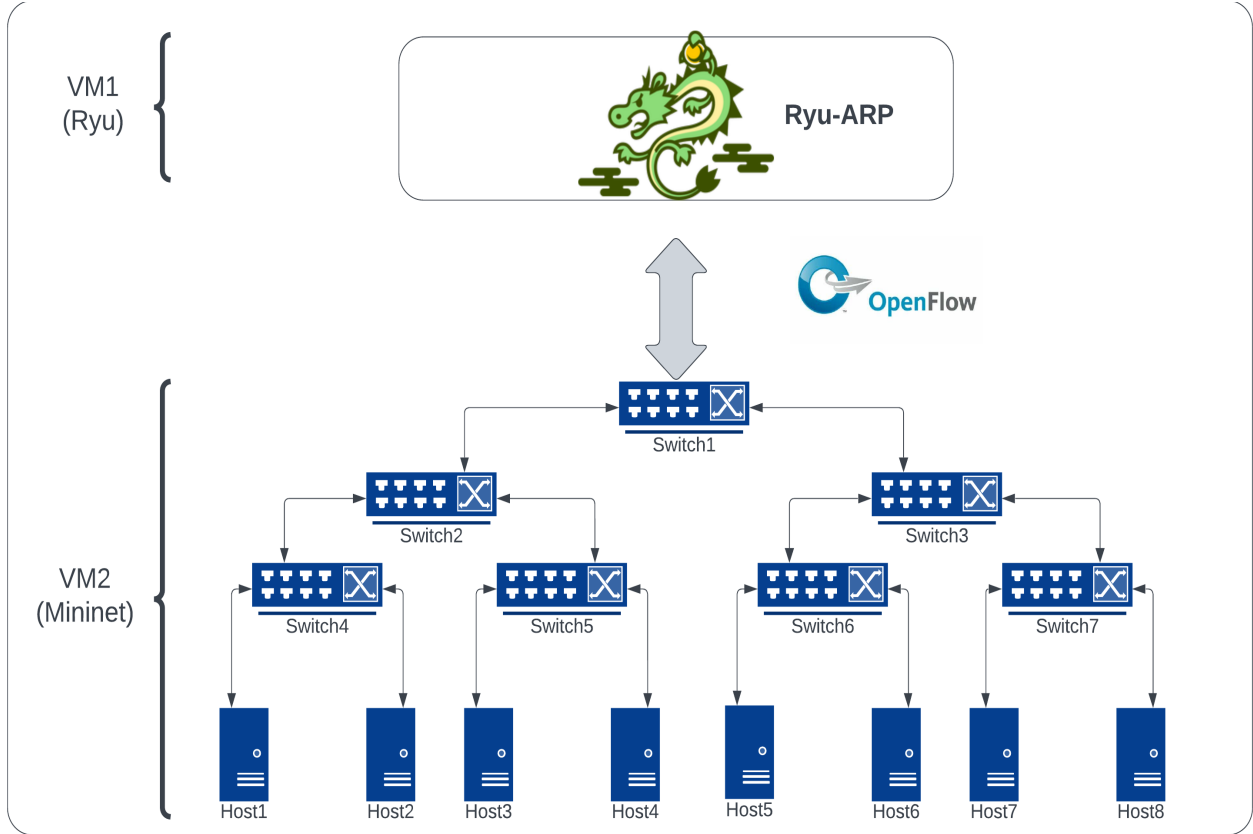 VM1
(Ryu)
Ryu-ARP
OpenFlow
™
Switch1
Switch2
Switch3
VM2
(Mininet)
Switch4
Switch5
Switch6
Switch7
Host1
Host2
Host3
Host4
Host5
Host6
Host7
Host8